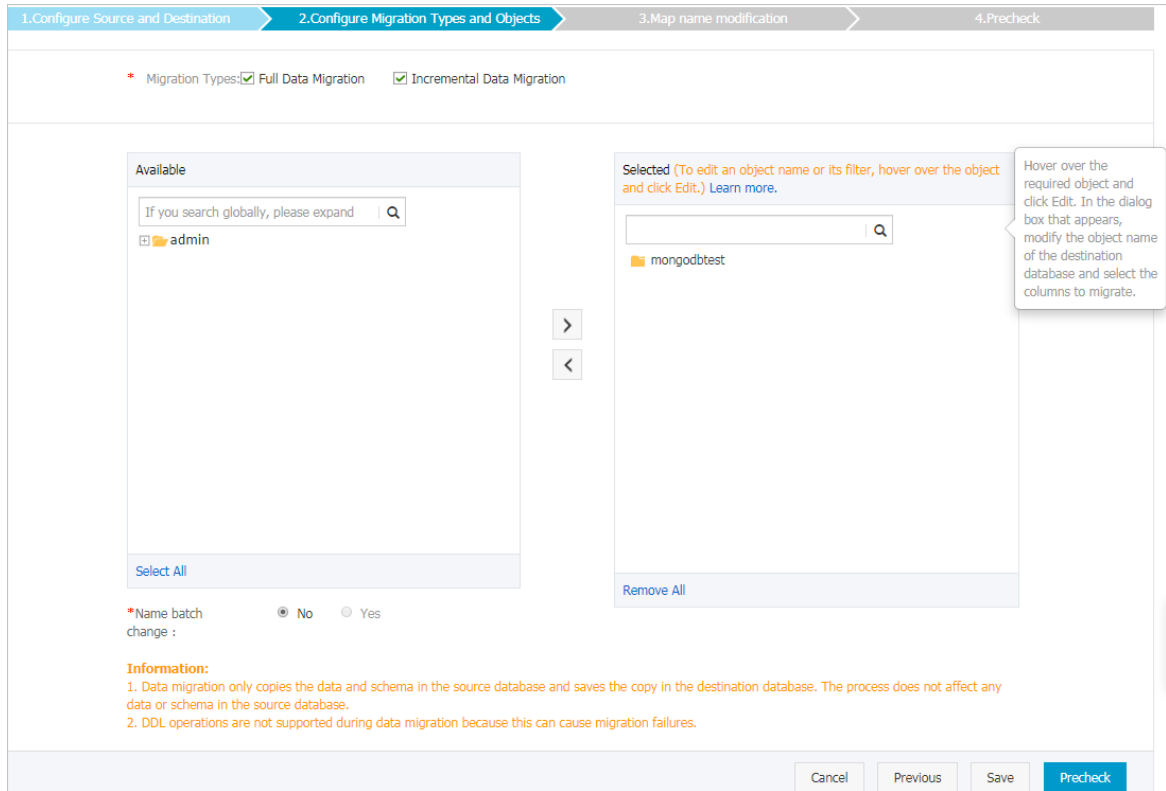 1.Configure Source and Destination
2.Configure Migration Types and Objects
3.Map name modification
4.Precheck
* Migration Types: Full Data Migration Incremental Data Migration
Available
If you search globally, please expand
admin
Select All
Selected (To edit an object name or its filter, hover over the object
and click Edit.) Learn more.
mongodbtest
Remove All
Hover over the
required object and
click Edit. In the dialog
box that appears,
modify the object name
of the destination
database and select the
columns to migrate.
*Name batch
change :
No
Yes
Information:
1. Data migration only copies the data and schema in the source database and saves the copy in the destination database. The process does not affect any
data or schema in the source database.
2. DDL operations are not supported during data migration because this can cause migration failures.
Cancel
Previous
Save
Precheck